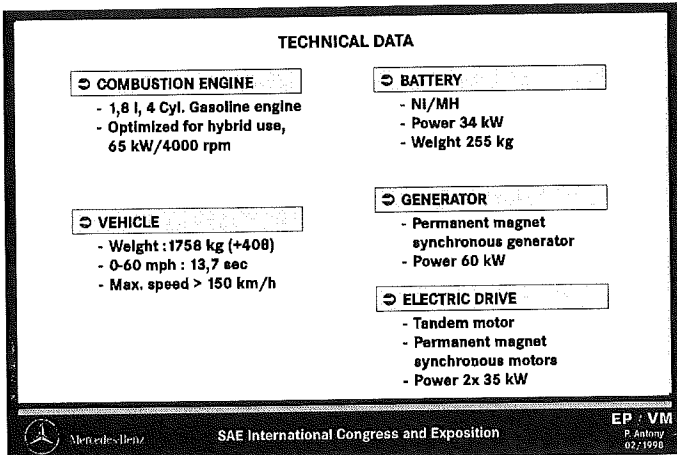 TECHNICAL DATA
➲ COMBUSTION ENGINE
- 1,8 l, 4 Cyl. Gasoline engine
- Optimized for hybrid use,
65 kW/4000 rpm
➲ VEHICLE
- Weight :1758 kg (+408)
- 0-60 mph : 13,7 sec
- Max. speed > 150 km/h
➲ BATTERY
- Ni/MH
- Power 34 kW
- Weight 255 kg
➲ GENERATOR
- Permanent magnet
synchronous generator
- Power 60 kW
➲ ELECTRIC DRIVE
- Tandem motor
- Permanent magnet
synchronous motors
- Power 2x 35 kW
Mercedes-Benz
SAE International Congress and Exposition
EP / VM
P. Antony
02/1998